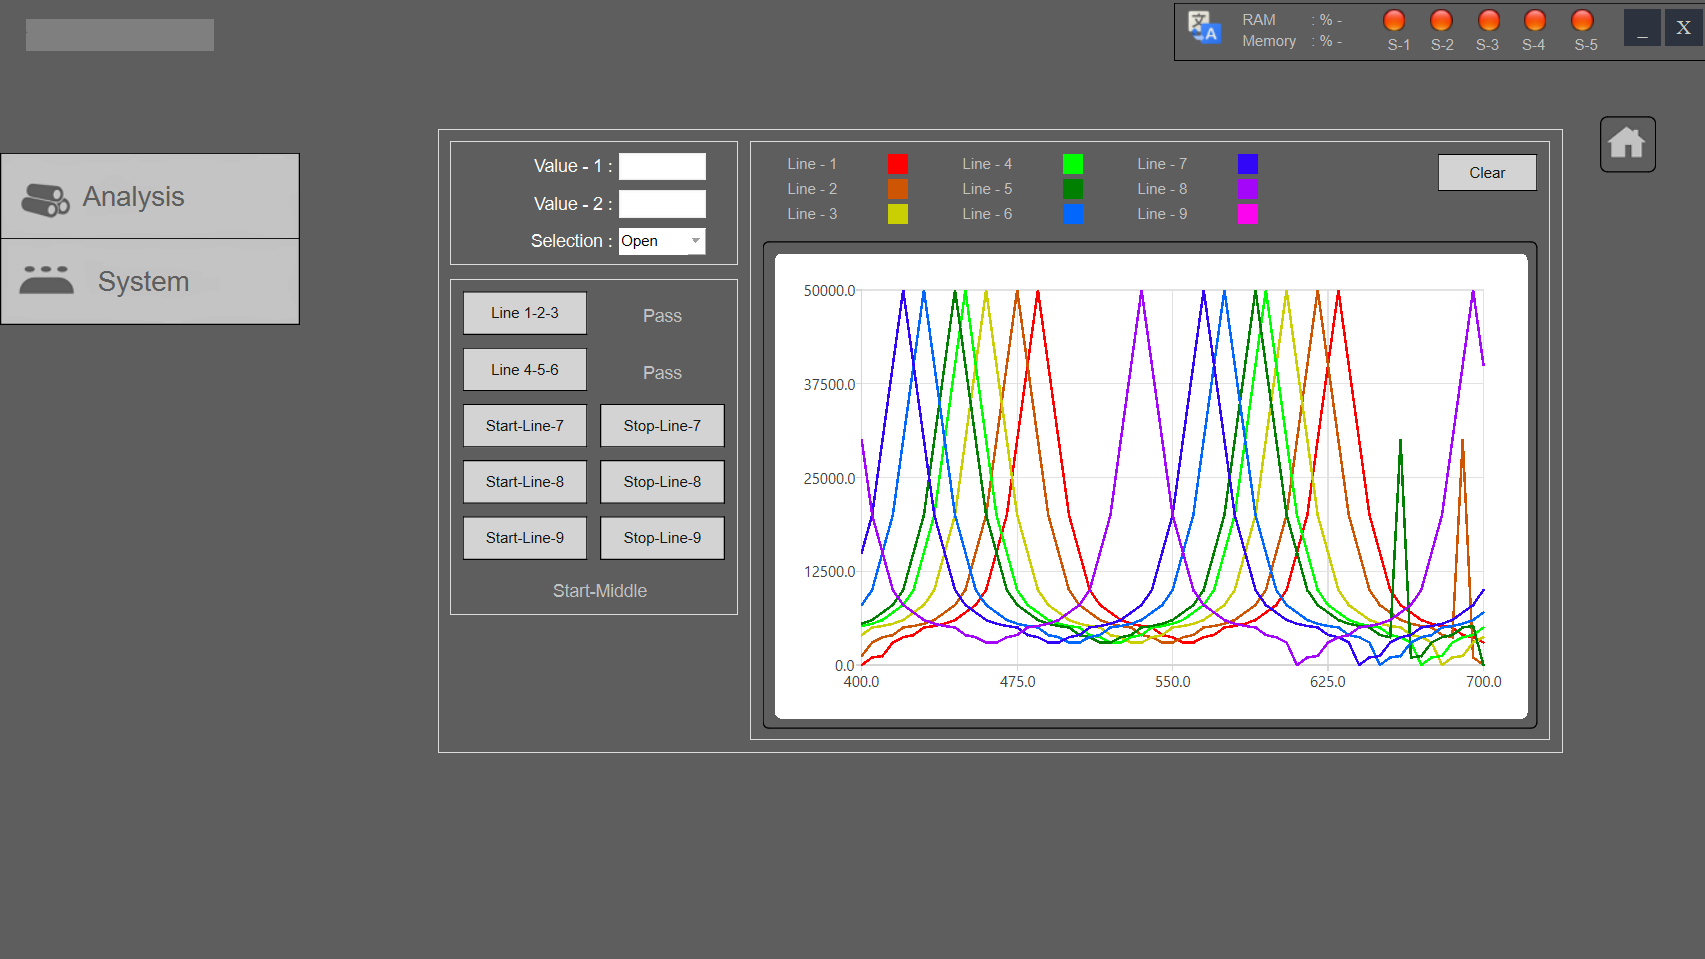 RAM : % -
Memory : % -
S-1 S-2 S-3 S-4 S-5
_ X
文 A
Analysis
System
Value - 1 :
Value - 2 :
Selection : Open
Line 1-2-3 Pass
Line 4-5-6 Pass
Start-Line-7 Stop-Line-7
Start-Line-8 Stop-Line-8
Start-Line-9 Stop-Line-9
Start-Middle
Line - 1 Line - 4 Line - 7
Line - 2 Line - 5 Line - 8
Line - 3 Line - 6 Line - 9
Clear
50000.0
37500.0
25000.0
12500.0
0.0
400.0 475.0 550.0 625.0 700.0